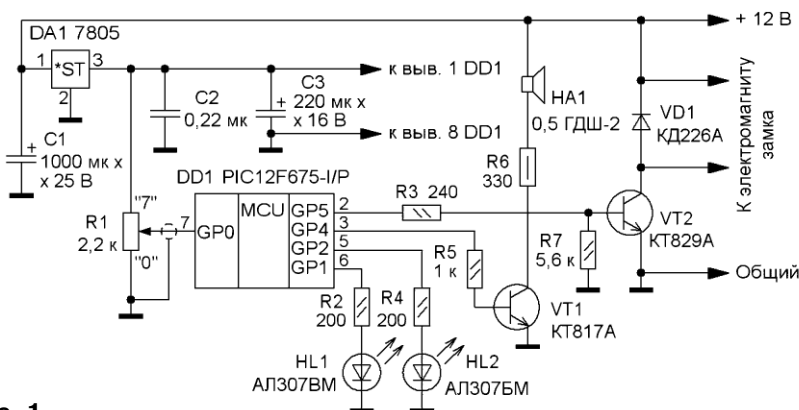 + 12 В
DA1 7805
1
*ST
3
2
к выв. 1 DD1
C1
1000 мк х
х 25 В
C2
0,22 мк
C3
220 мк х
х 16 В
к выв. 8 DD1
HA1
0,5 ГДШ-2
VD1
КД226А
К электромагниту
замка
DD1 PIC12F675-I/P
R1
2,2 к
"7"
"0"
7
GP0
MCU
GP5
GP4
GP2
GP1
2
3
5
6
R3 240
R6
330
R5
1 к
R7
5,6 к
VT2
КТ829А
Общий
R2
200
R4
200
VT1
КТ817А
HL1
АЛ307ВМ
HL2
АЛ307БМ